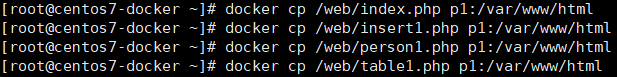 [root@centos7-docker ~]# docker cp /web/index.php p1:/var/www/html
[root@centos7-docker ~]# docker cp /web/insert1.php p1:/var/www/html
[root@centos7-docker ~]# docker cp /web/person1.php p1:/var/www/html
[root@centos7-docker ~]# docker cp /web/table1.php p1:/var/www/html